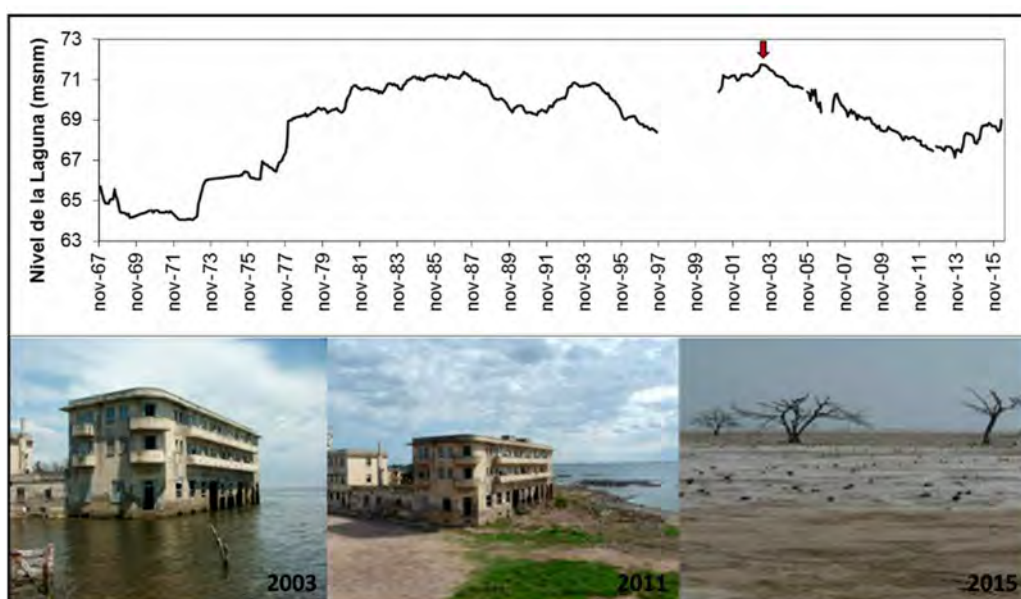 Nivel de la Laguna (msnm)
73
71
69
67
65
63
nov-67
nov-69
nov-71
nov-73
nov-75
nov-77
nov-79
nov-81
nov-83
nov-85
nov-87
nov-89
nov-91
nov-93
nov-95
nov-97
nov-99
nov-01
nov-03
nov-05
nov-07
nov-09
nov-11
nov-13
nov-15
2003
2011
2015